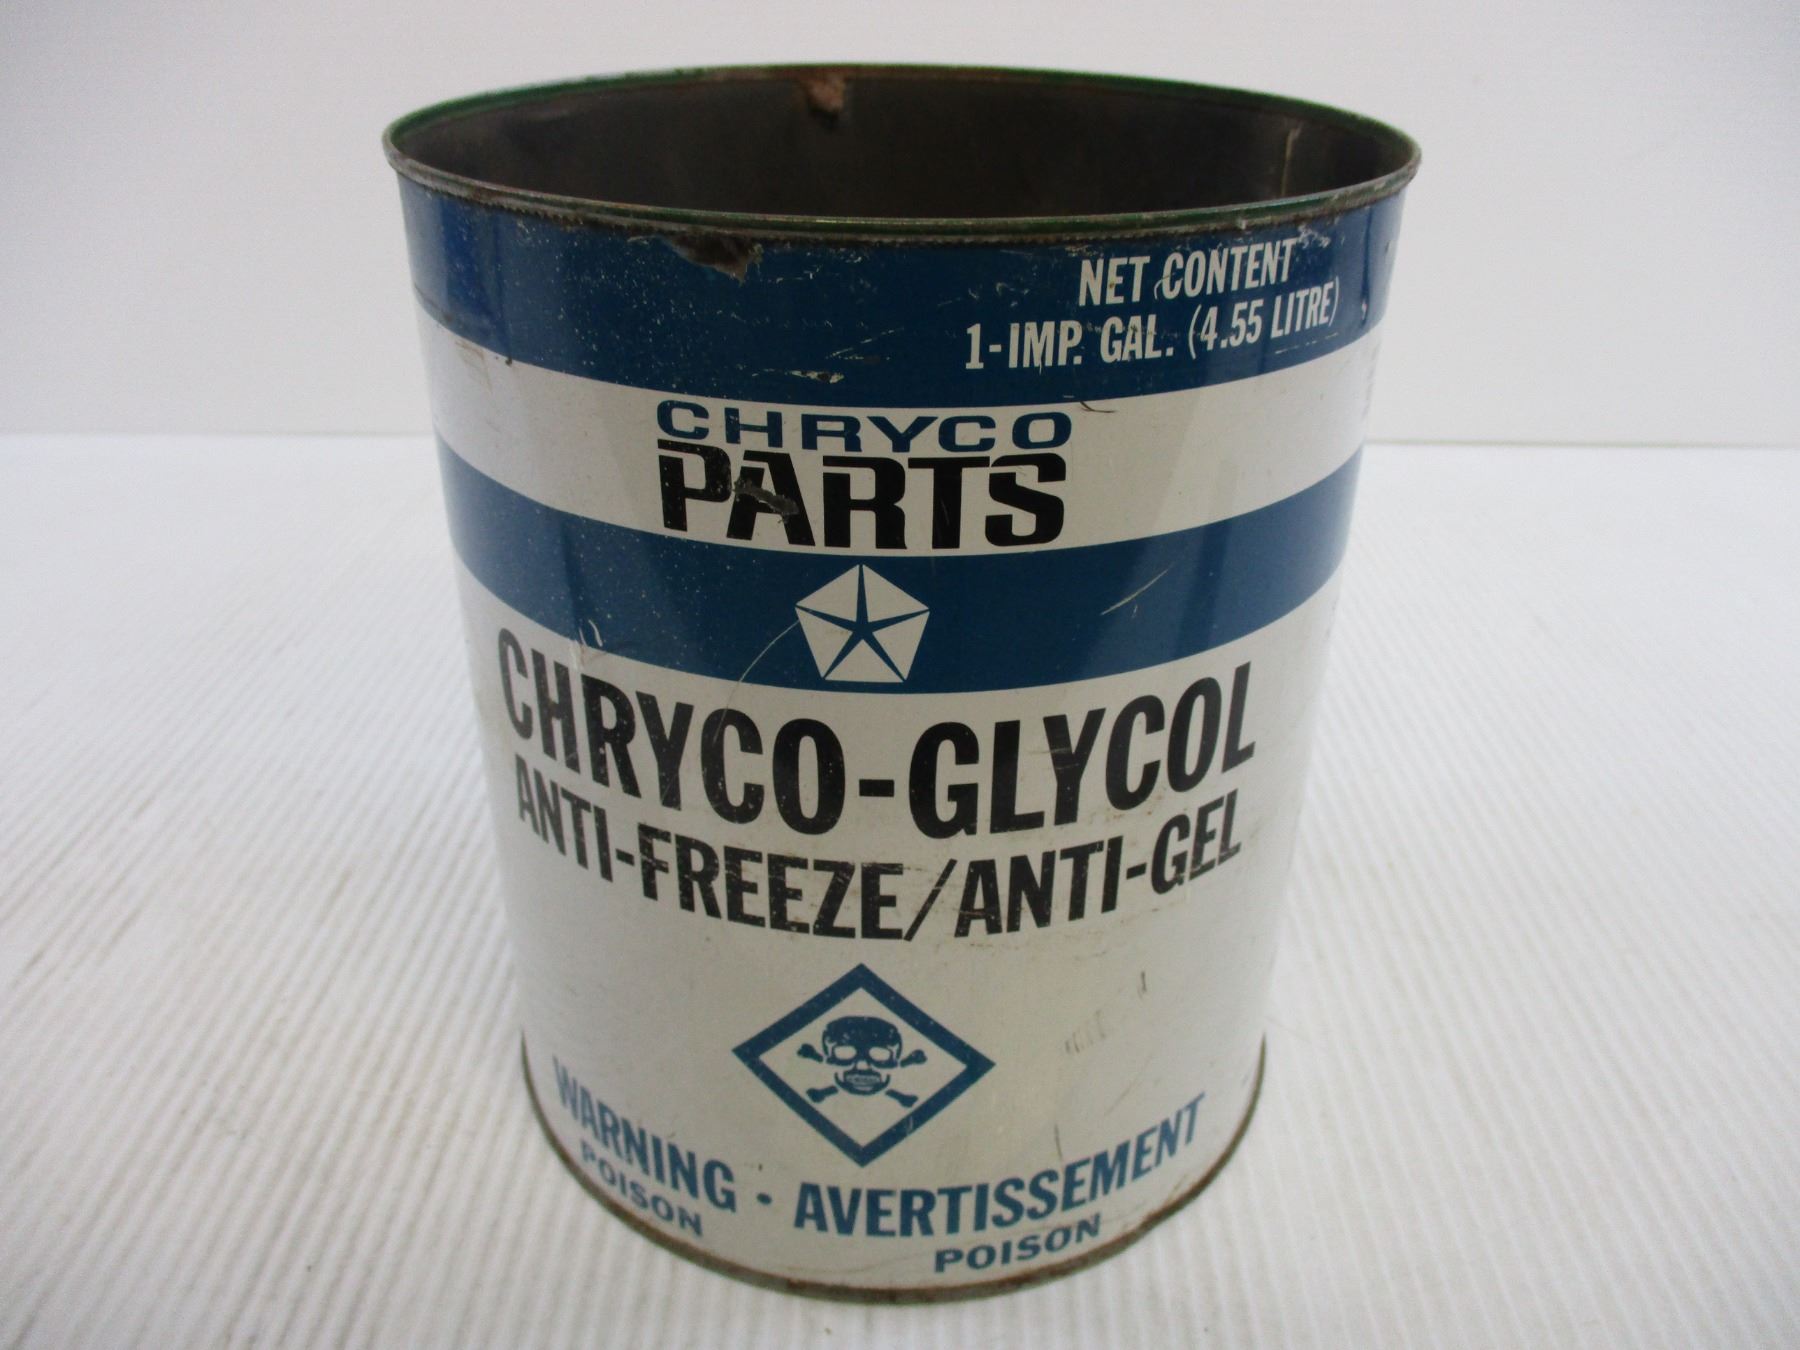 NET CONTENT
1-IMP. GAL. (4.55 LITRE)
CHRYCO
PARTS
CHRYCO-GLYCOL
ANTI-FREEZE/ANTI-GEL
WARNING · AVERTISSEMENT
POISON POISON